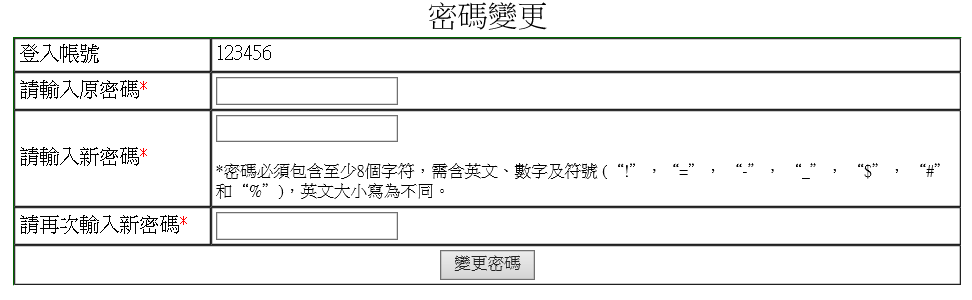 密碼變更
登入帳號 123456
請輸入原密碼*
請輸入新密碼*
*密碼必須包含至少8個字符，需含英文、數字及符號 (“!”，“=”，“-”，“_”，“$”，“#”
和“%”)，英文大小寫為不同。
請再次輸入新密碼*
變更密碼